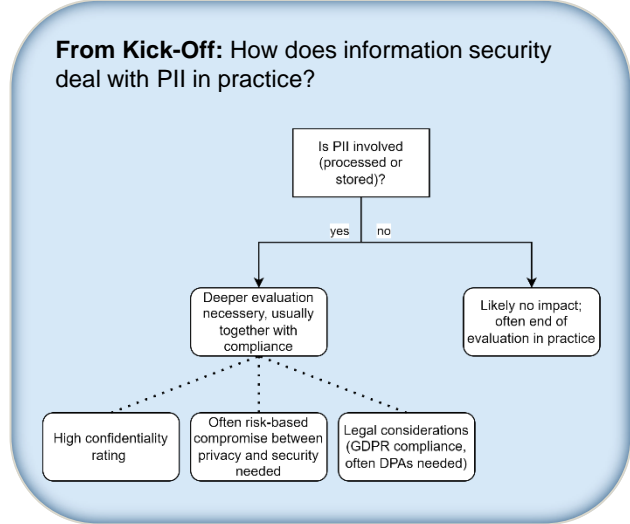 From Kick-Off: How does information security
deal with PII in practice?
Is PII involved
(processed or
stored)?
yes
no
Deeper evaluation
necessery, usually
together with
compliance
Likely no impact;
often end of
evaluation in practice
High confidentiality
rating
Often risk-based
compromise between
privacy and security
needed
Legal considerations
(GDPR compliance,
often DPAs needed)